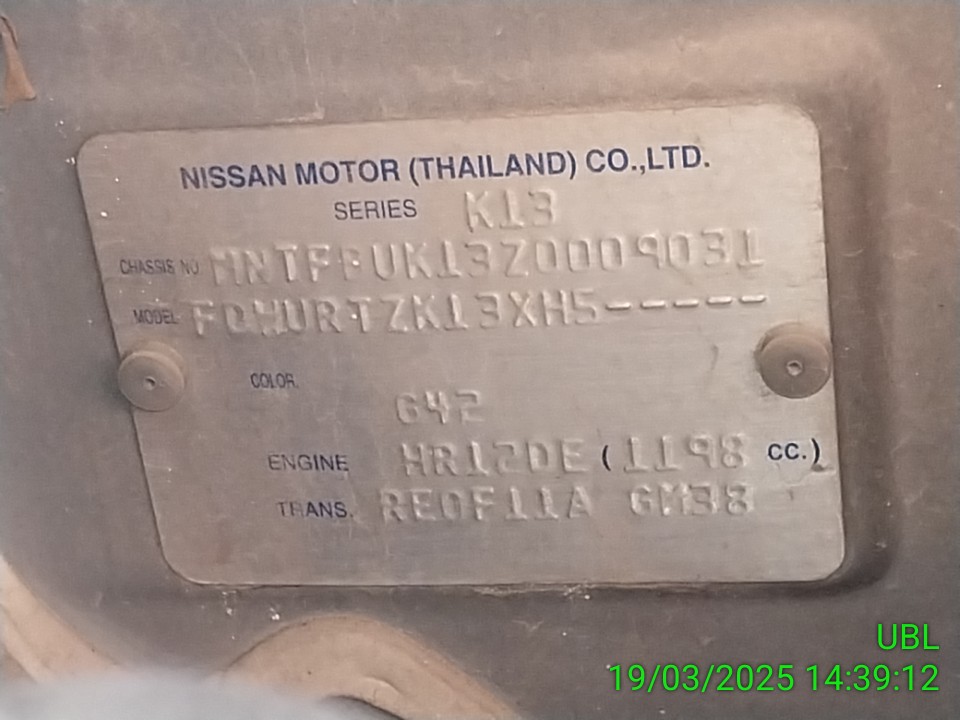 NISSAN MOTOR (THAILAND) CO.,LTD.
SERIES K13
CHASSIS NO MNTFBUK13Z0009031
MODEL FDWURTZK13XH5-----
COLOR.
G42
ENGINE HR12DE (1198 CC.)
TRANS. RE0F11A GM38
UBL
19/03/2025 14:39:12